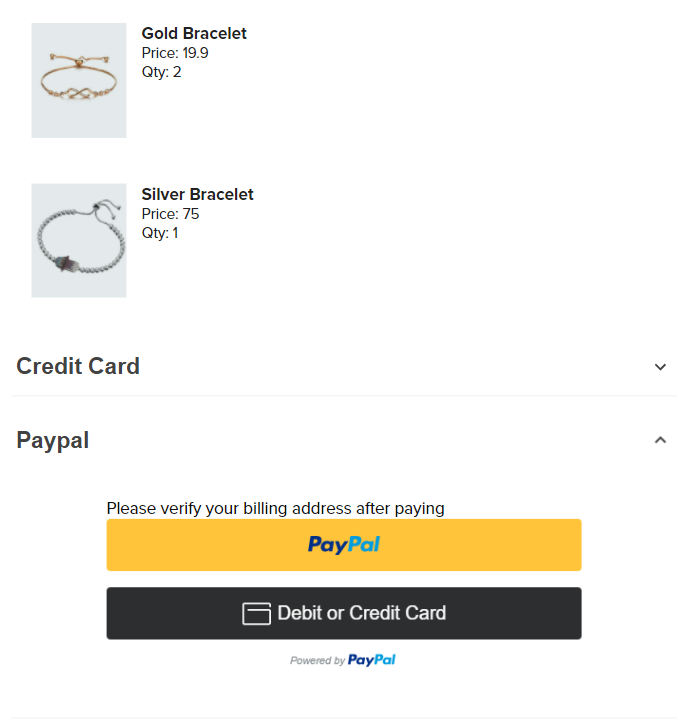 Gold Bracelet
Price: 19.9
Qty: 2
Silver Bracelet
Price: 75
Qty: 1
Credit Card
Paypal
Please verify your billing address after paying
PayPal
Debit or Credit Card
Powered by PayPal